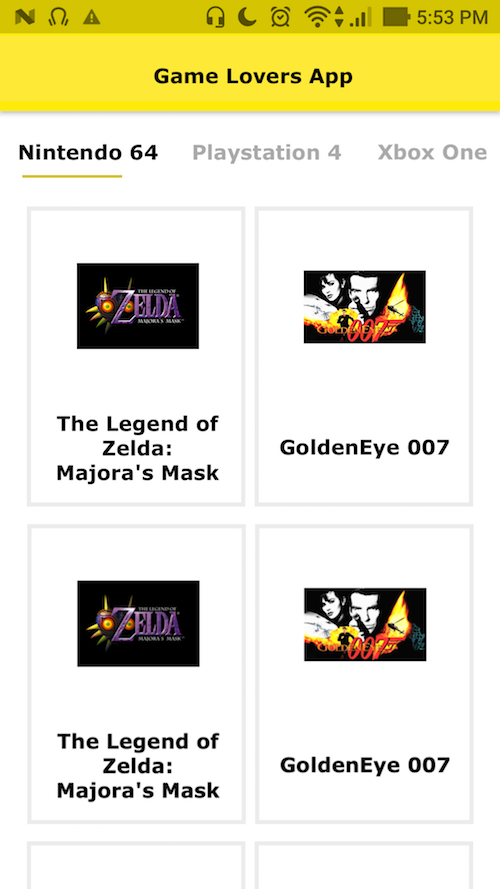 5:53 PM
Game Lovers App
Nintendo 64 Playstation 4 Xbox One
THE LEGEND OF
ZELDA
MAJORA'S MASK
GOLDENEYE
007
The Legend of
Zelda:
Majora's Mask
GoldenEye 007
THE LEGEND OF
ZELDA
MAJORA'S MASK
GOLDENEYE
007
The Legend of
Zelda:
Majora's Mask
GoldenEye 007